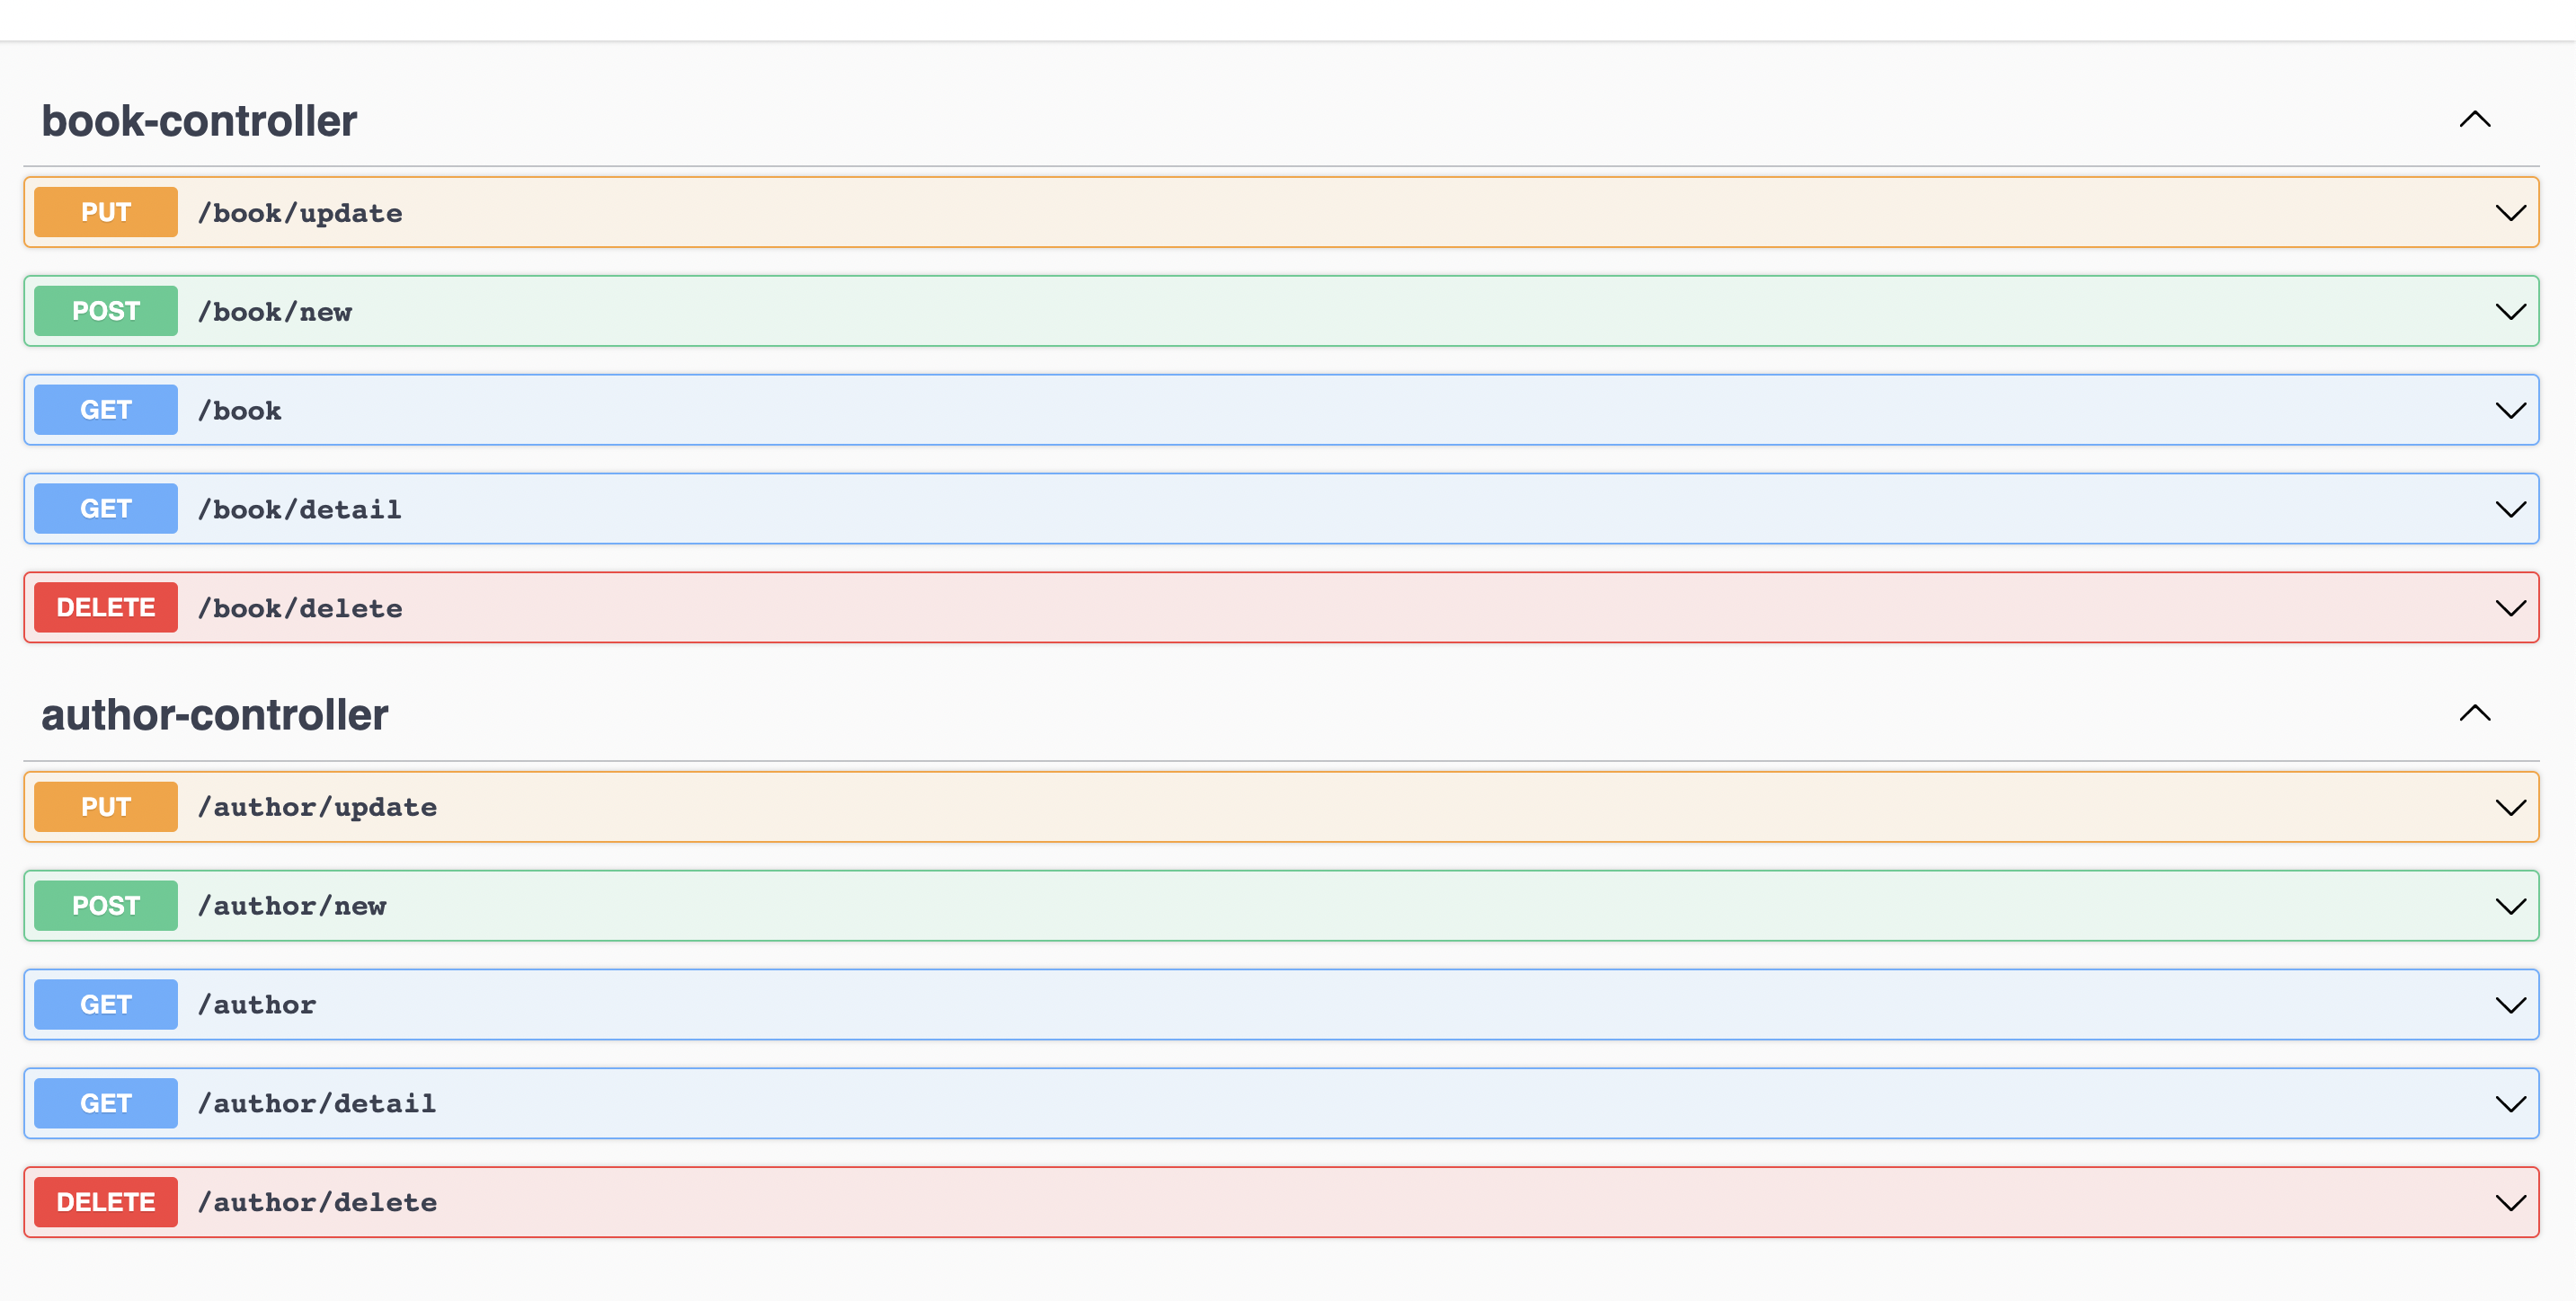 book-controller
PUT /book/update
POST /book/new
GET /book
GET /book/detail
DELETE /book/delete
author-controller
PUT /author/update
POST /author/new
GET /author
GET /author/detail
DELETE /author/delete